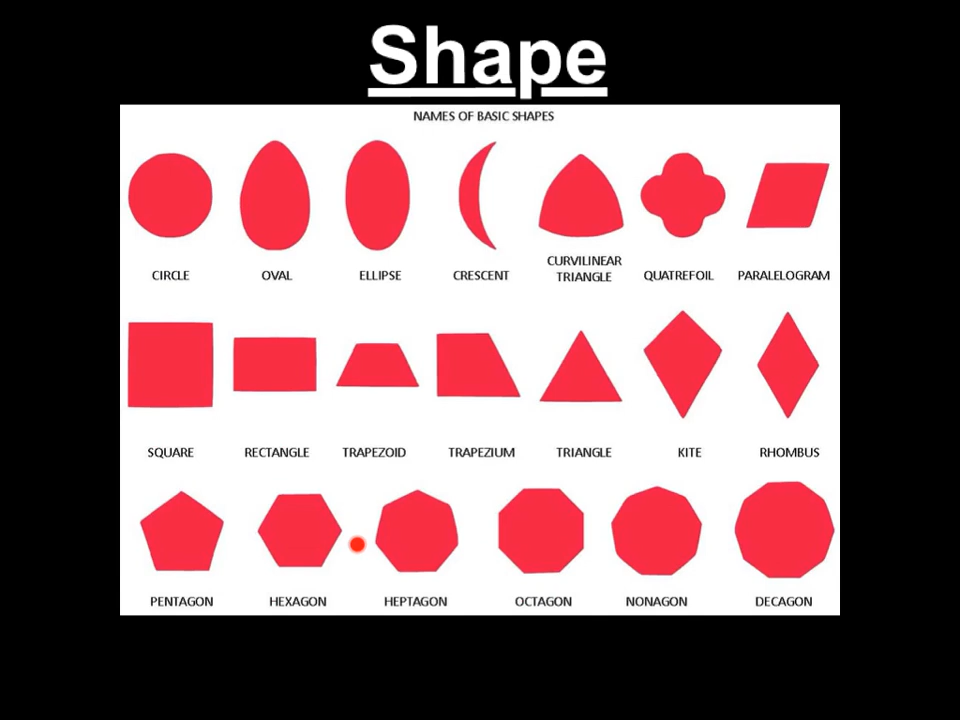 Shape
NAMES OF BASIC SHAPES
CIRCLE OVAL ELLIPSE CRESCENT CURVILINEAR TRIANGLE QUATREFOIL PARALELOGRAM
SQUARE RECTANGLE TRAPEZOID TRAPEZIUM TRIANGLE KITE RHOMBUS
PENTAGON HEXAGON HEPTAGON OCTAGON NONAGON DECAGON